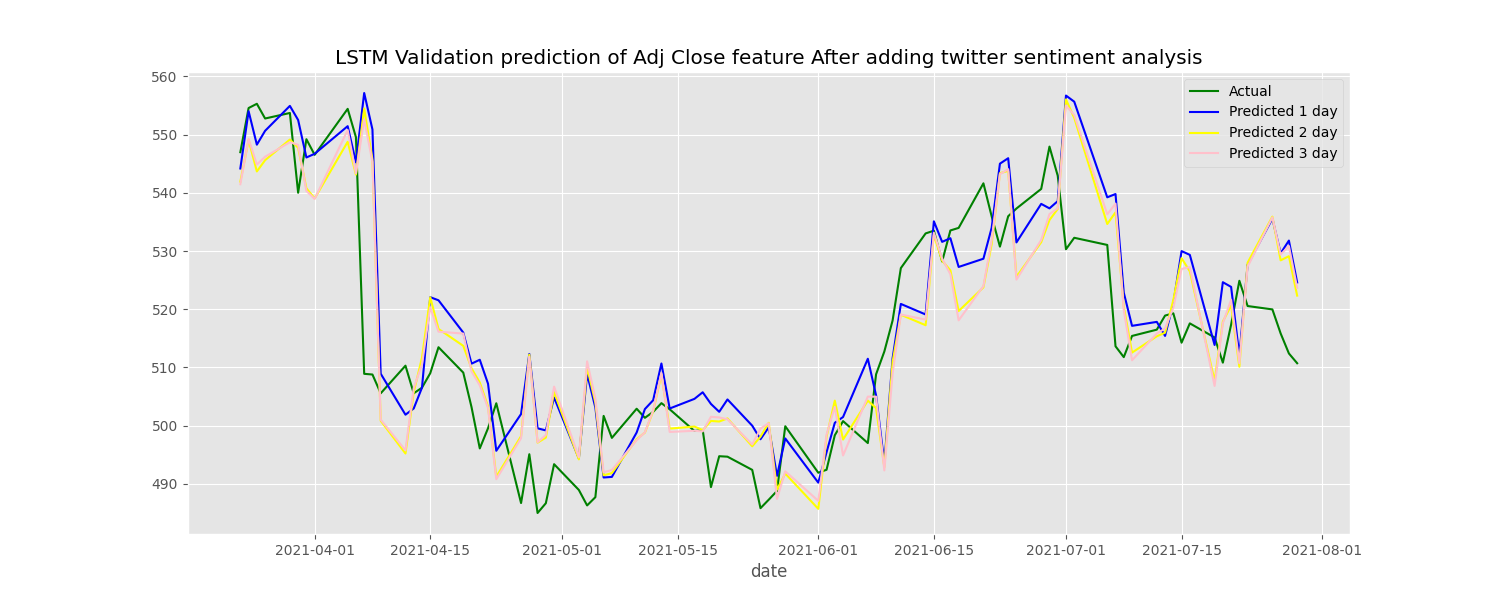 LSTM Validation prediction of Adj Close feature After adding twitter sentiment analysis
560
550
540
530
520
510
500
490
Actual
Predicted 1 day
Predicted 2 day
Predicted 3 day
2021-04-01 2021-04-15 2021-05-01 2021-05-15 2021-06-01 2021-06-15 2021-07-01 2021-07-15 2021-08-01
date